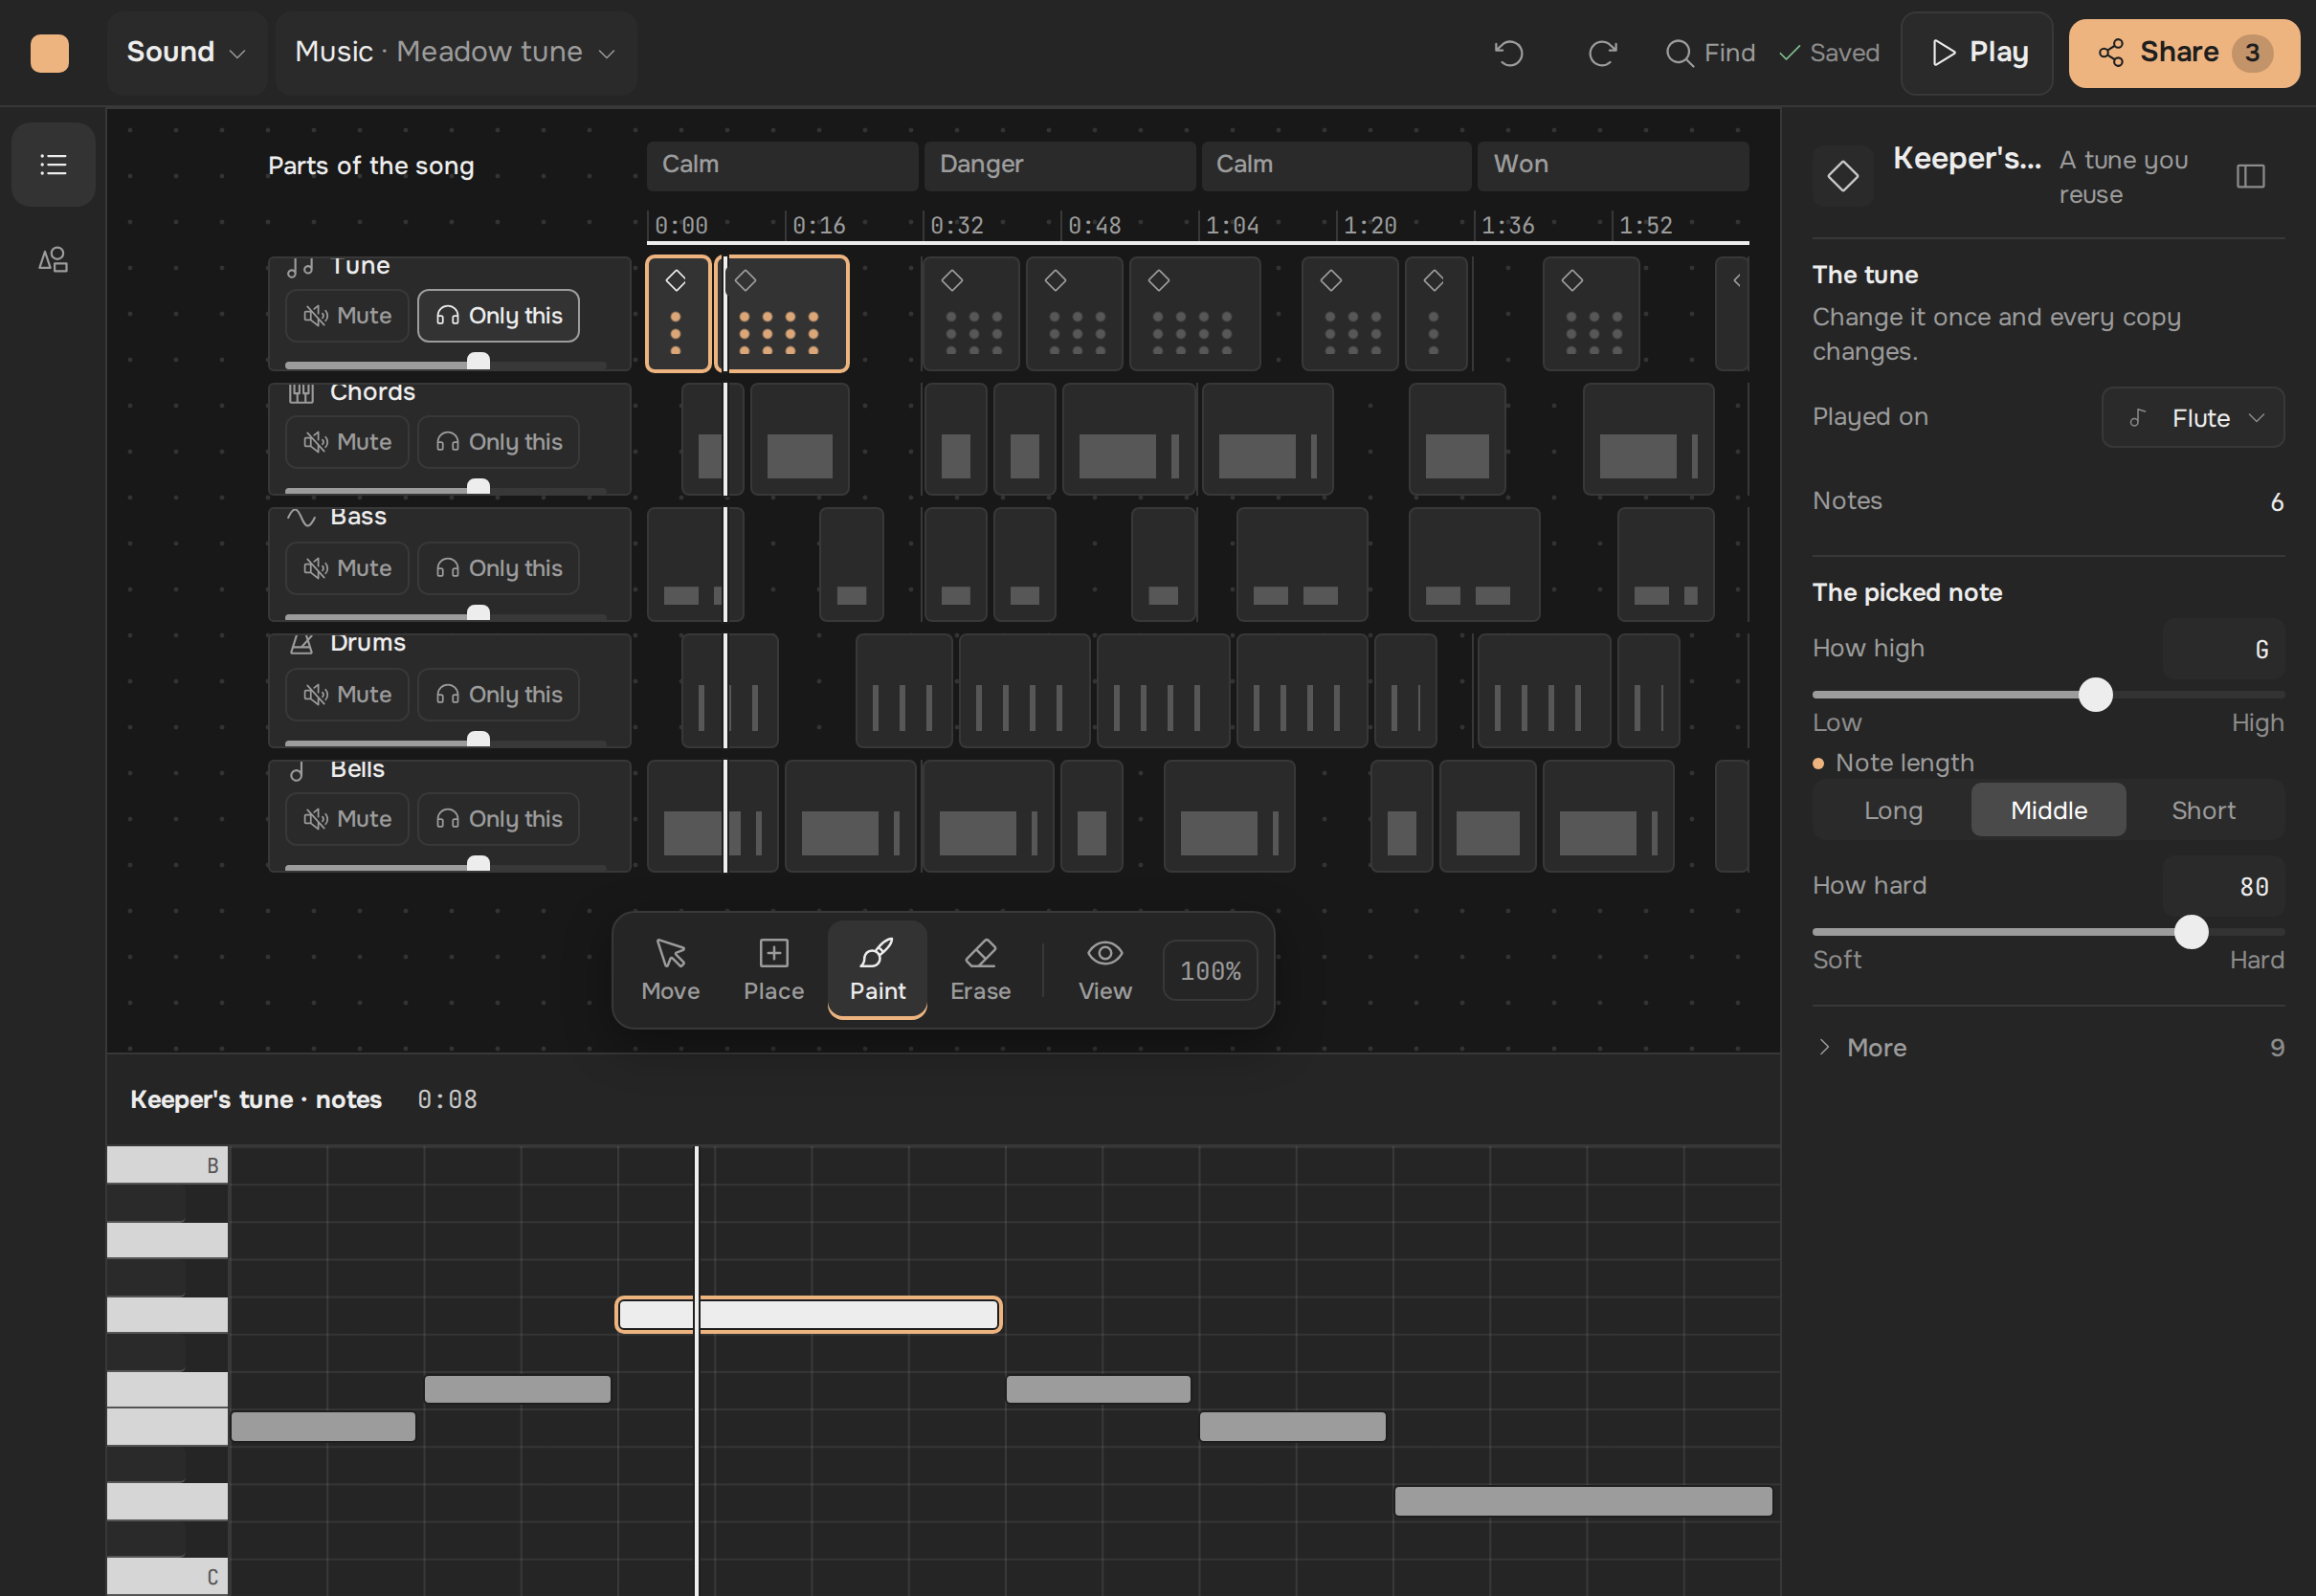 Sound
Music · Meadow tune
Find
Saved
Play
Share 3
Parts of the song
Calm
Danger
Calm
Won
0:00
0:16
0:32
0:48
1:04
1:20
1:36
1:52
Tune
Mute
Only this
Chords
Mute
Only this
Bass
Mute
Only this
Drums
Mute
Only this
Bells
Mute
Only this
Move
Place
Paint
Erase
View
100%
Keeper's tune · notes 0:08
B
C
Keeper's...
A tune you
reuse
The tune
Change it once and every copy
changes.
Played on
Flute
Notes
6
The picked note
How high
G
Low
High
Note length
Long
Middle
Short
How hard
80
Soft
Hard
More
9